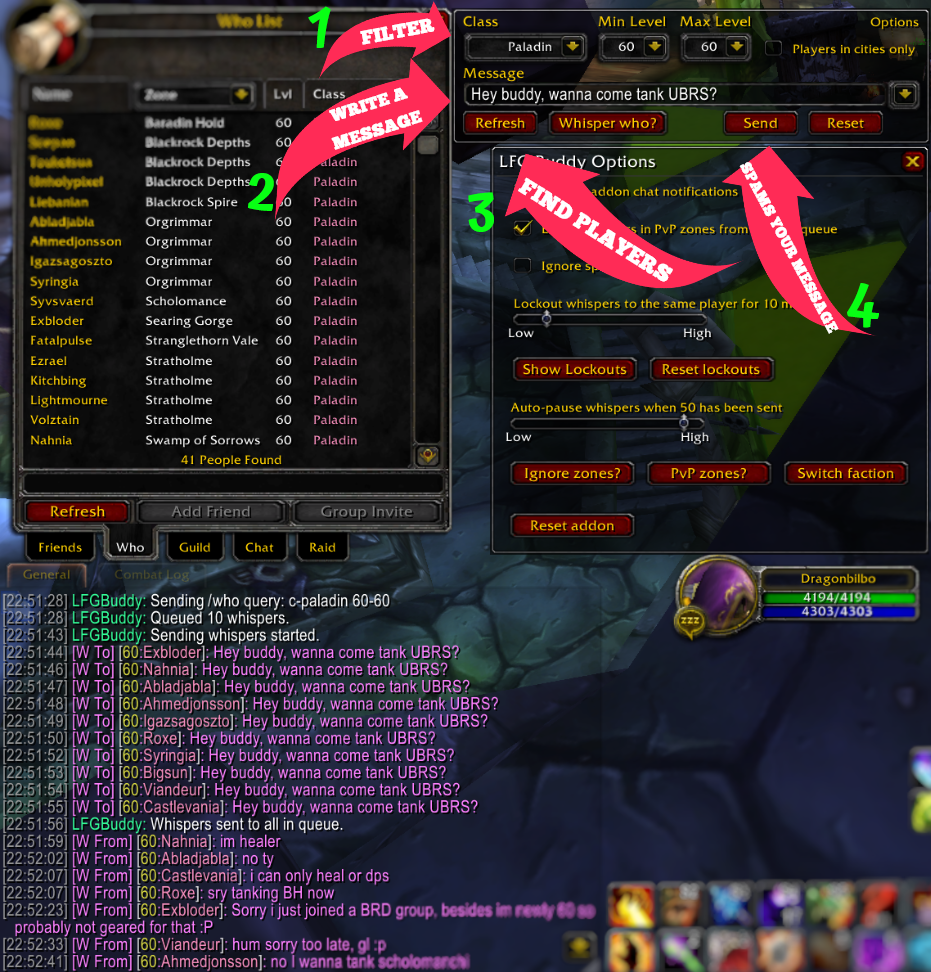 Who List
1
FILTER
Class
Min Level
Max Level
Options
Paladin
60
60
Players in cities only
Message
Hey buddy, wanna come tank UBRS?
Refresh
Whisper who?
Send
Reset
WRITE A
MESSAGE
2
Name
Zone
Lvl
Class
Roxe Baradin Hold 60
Blackrock Depths 60
Blackrock Depths Paladin
Unholypixel Blackrock Depths Paladin
Liebanian Blackrock Spire Paladin
Abladjabla Orgrimmar 60 Paladin
Ahmedjonsson Orgrimmar 60 Paladin
Igazsagoszto Orgrimmar 60 Paladin
Syringia Orgrimmar 60 Paladin
Syvsvaerd Scholomance 60 Paladin
Exbloder Searing Gorge 60 Paladin
Fatalpulse Stranglethorn Vale 60 Paladin
Ezrael Stratholme 60 Paladin
Kitchbing Stratholme 60 Paladin
Lightmourne Stratholme 60 Paladin
Volztain Stratholme 60 Paladin
Nahnia Swamp of Sorrows 60 Paladin
41 People Found
Refresh
Add Friend
Group Invite
Friends
Who
Guild
Chat
Raid
Buddy Options
3
FIND PLAYERS
SPAMS YOUR MESSAGE
4
addon chat notifications
in PvP zones from queue
Ignore
Lockout whispers to the same player for 10
Low
High
Show Lockouts
Reset lockouts
Auto-pause whispers when 50 has been sent
Low
High
Ignore zones?
PvP zones?
Switch faction
Reset addon
Dragonbilbo
4194/4194
4303/4303
zzz
General
Combat Log
[22:51:28] LFGBuddy: Sending /who query: c-paladin 60-60
[22:51:28] LFGBuddy: Queued 10 whispers.
[22:51:43] LFGBuddy: Sending whispers started.
[22:51:44] [W To] [60:Exbloder]: Hey buddy, wanna come tank UBRS?
[22:51:46] [W To] [60:Nahnia]: Hey buddy, wanna come tank UBRS?
[22:51:47] [W To] [60:Abladjabla]: Hey buddy, wanna come tank UBRS?
[22:51:48] [W To] [60:Ahmedjonsson]: Hey buddy, wanna come tank UBRS?
[22:51:49] [W To] [60:Igazsagoszto]: Hey buddy, wanna come tank UBRS?
[22:51:50] [W To] [60:Roxe]: Hey buddy, wanna come tank UBRS?
[22:51:52] [W To] [60:Syringia]: Hey buddy, wanna come tank UBRS?
[22:51:53] [W To] [60:Bigsun]: Hey buddy, wanna come tank UBRS?
[22:51:54] [W To] [60:Viandeur]: Hey buddy, wanna come tank UBRS?
[22:51:55] [W To] [60:Castlevania]: Hey buddy, wanna come tank UBRS?
[22:51:56] LFGBuddy: Whispers sent to all in queue.
[22:51:59] [W From] [60:Nahnia]: im healer
[22:52:02] [W From] [60:Abladjabla]: no ty
[22:52:07] [W From] [60:Castlevania]: i can only heal or dps
[22:52:07] [W From] [60:Roxe]: sry tanking BH now
[22:52:23] [W From] [60:Exbloder]: Sorry i just joined a BRD group, besides im newly 60 so
probably not geared for that :P
[22:52:33] [W From] [60:Viandeur]: hum sorry too late, gl :p
[22:52:41] [W From] [60:Ahmedjonsson]: no i wanna tank scholomanchi